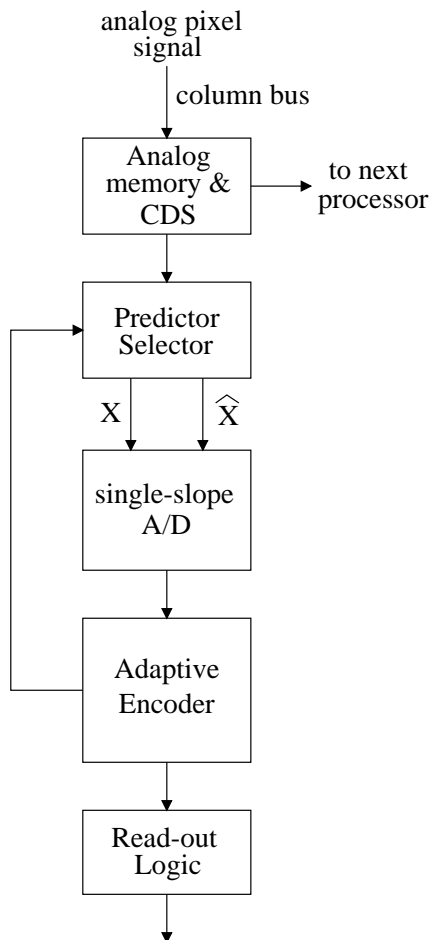 analog pixel
signal
column bus
Analog
memory &
CDS
to next
processor
Predictor
Selector
X
X̂
single-slope
A/D
Adaptive
Encoder
Read-out
Logic